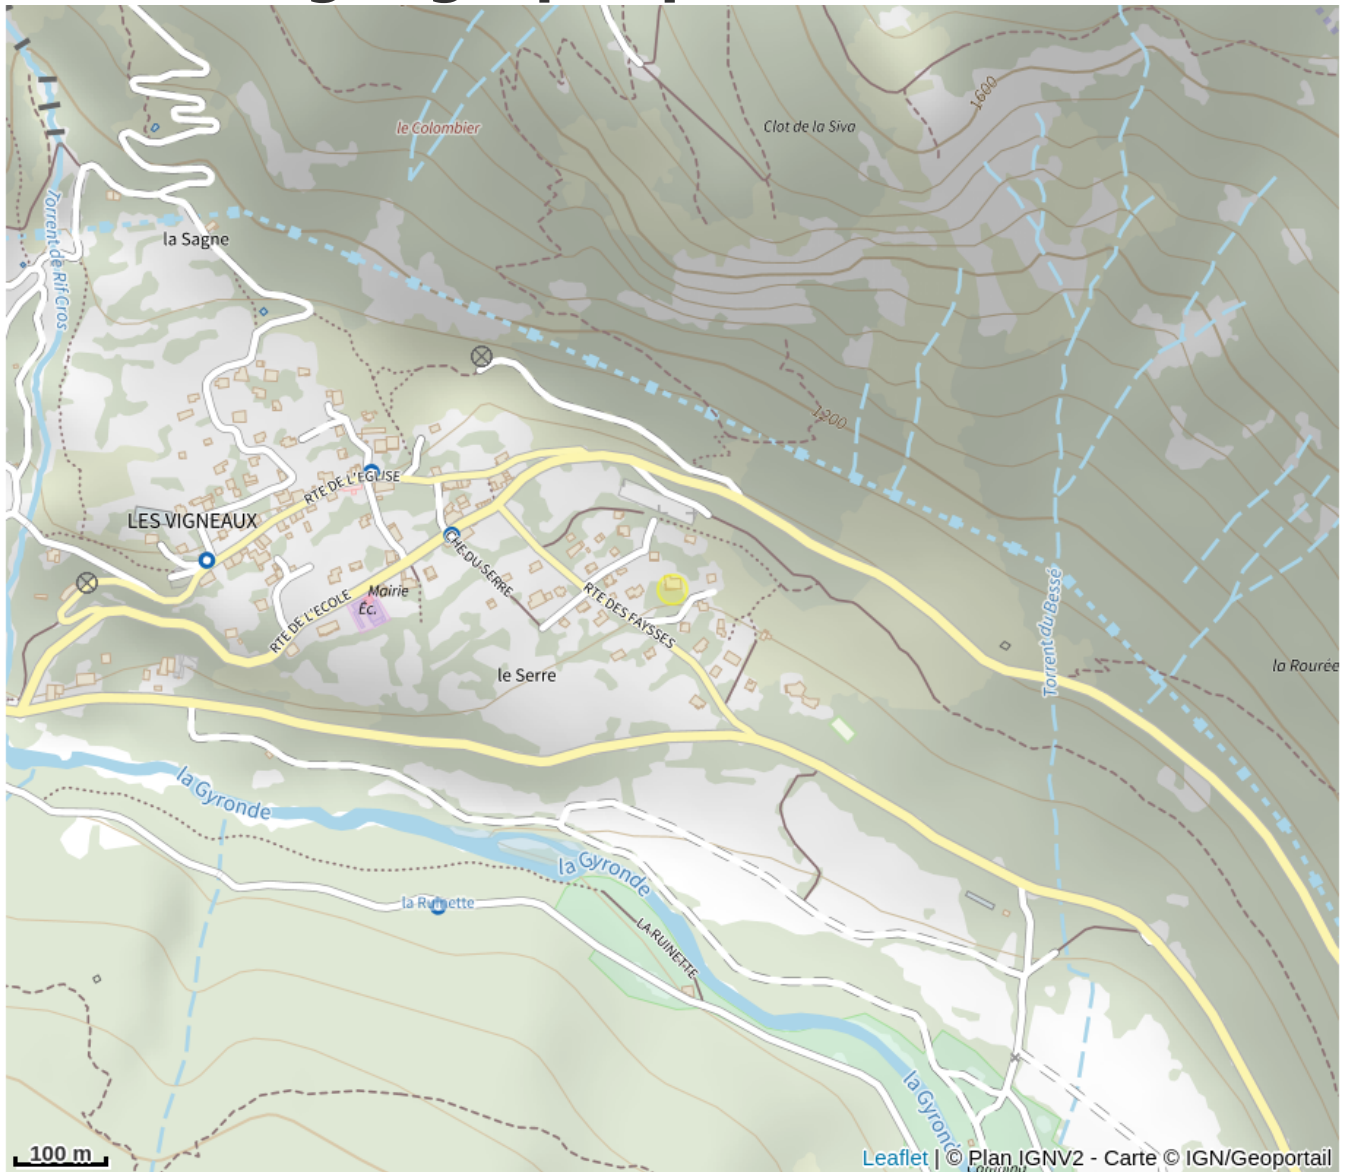 1600
le Colombier
Clot de la Siva
Torrent de Rif Cros
la Sagne
1200
RTE DE L'EGLISE
LES VIGNEAUX
CHE DU SERRE
Mairie
Éc.
RTE DE L'ECOLE
RTE DES FAYSSES
Torrent du Bessé
la Rourée
le Serre
la Gyronde
la Gyronde
la Ruinette
LA RUINETTE
la Gyronde
100 m
Leaflet | © Plan IGNV2 - Carte © IGN/Geoportail